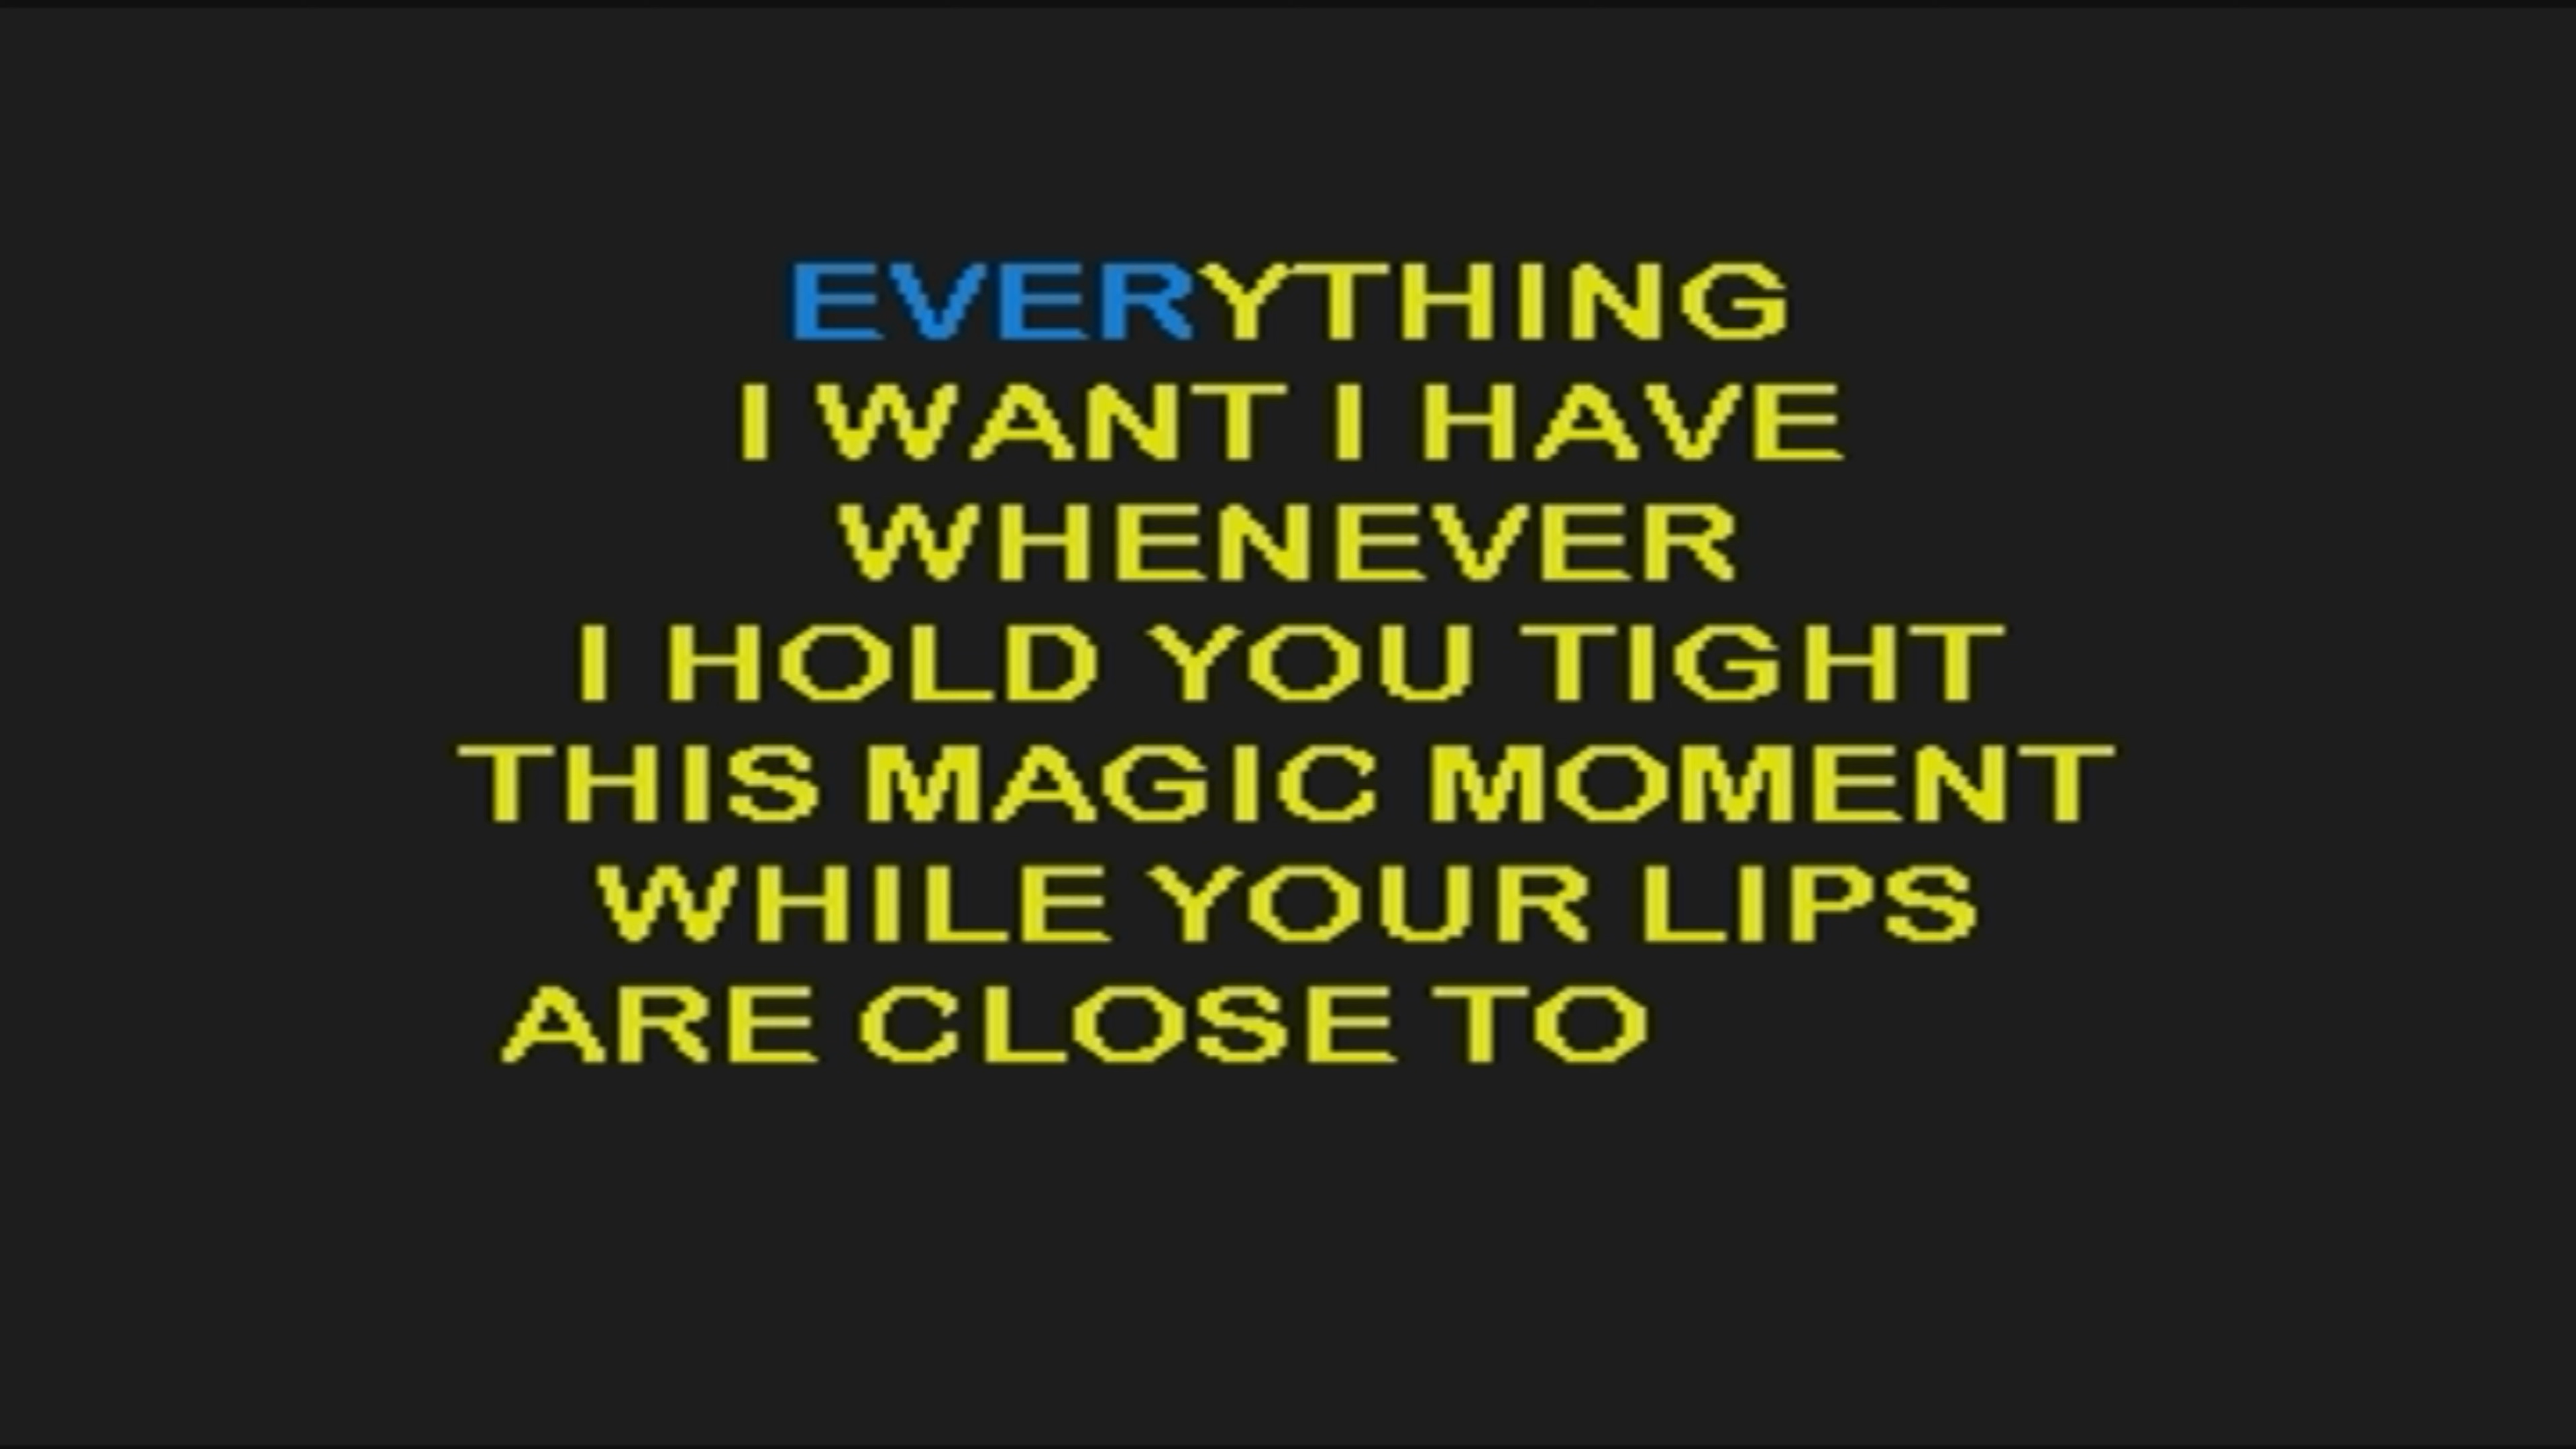 EVERYTHING
I WANT I HAVE
WHENEVER
I HOLD YOU TIGHT
THIS MAGIC MOMENT
WHILE YOUR LIPS
ARE CLOSE TO